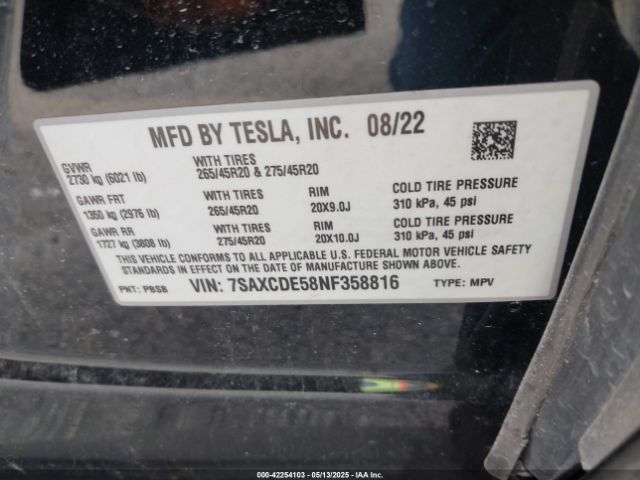 MFD BY TESLA, INC. 08/22
GVWR
2730 kg (6021 lb)
WITH TIRES
265/45R20 & 275/45R20
GAWR FRT
1350 kg (2976 lb)
WITH TIRES
265/45R20
RIM
20X9.0J
COLD TIRE PRESSURE
310 kPa, 45 psi
GAWR RR
1727 kg (3808 lb)
WITH TIRES
275/45R20
RIM
20X10.0J
COLD TIRE PRESSURE
310 kPa, 45 psi
THIS VEHICLE CONFORMS TO ALL APPLICABLE U.S. FEDERAL MOTOR VEHICLE SAFETY
STANDARDS IN EFFECT ON THE DATE OF MANUFACTURE SHOWN ABOVE.
PNT: PBSB VIN: 7SAXCDE58NF358816 TYPE: MPV
000-42254103 - 05/13/2025 - IAA Inc.